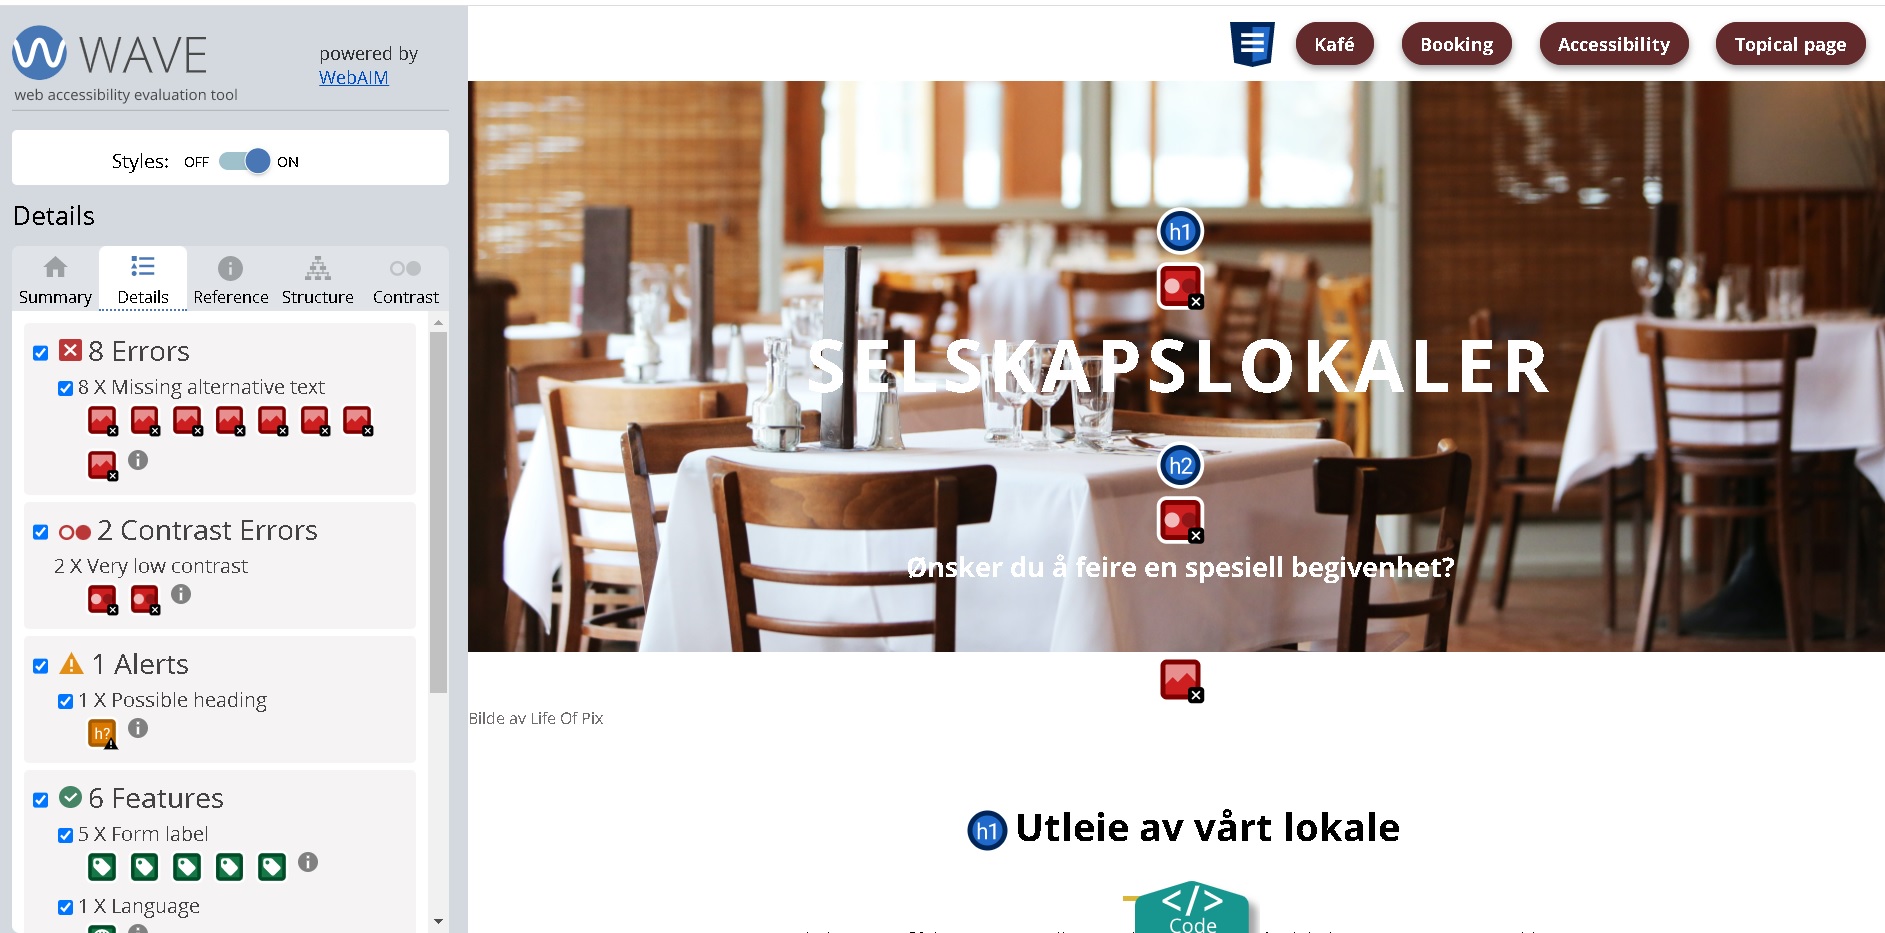 WAVE
powered by
WebAIM
web accessibility evaluation tool
Styles: OFF ON
Details
Summary Details Reference Structure Contrast
8 Errors
8 X Missing alternative text
2 Contrast Errors
2 X Very low contrast
1 Alerts
1 X Possible heading
h?
6 Features
5 X Form label
1 X Language
Kafé Booking Accessibility Topical page
h1
SELSKAPSLOKALER
h2
Ønsker du å feire en spesiell begivenhet?
Bilde av Life Of Pix
h1 Utleie av vårt lokale
</>
Code